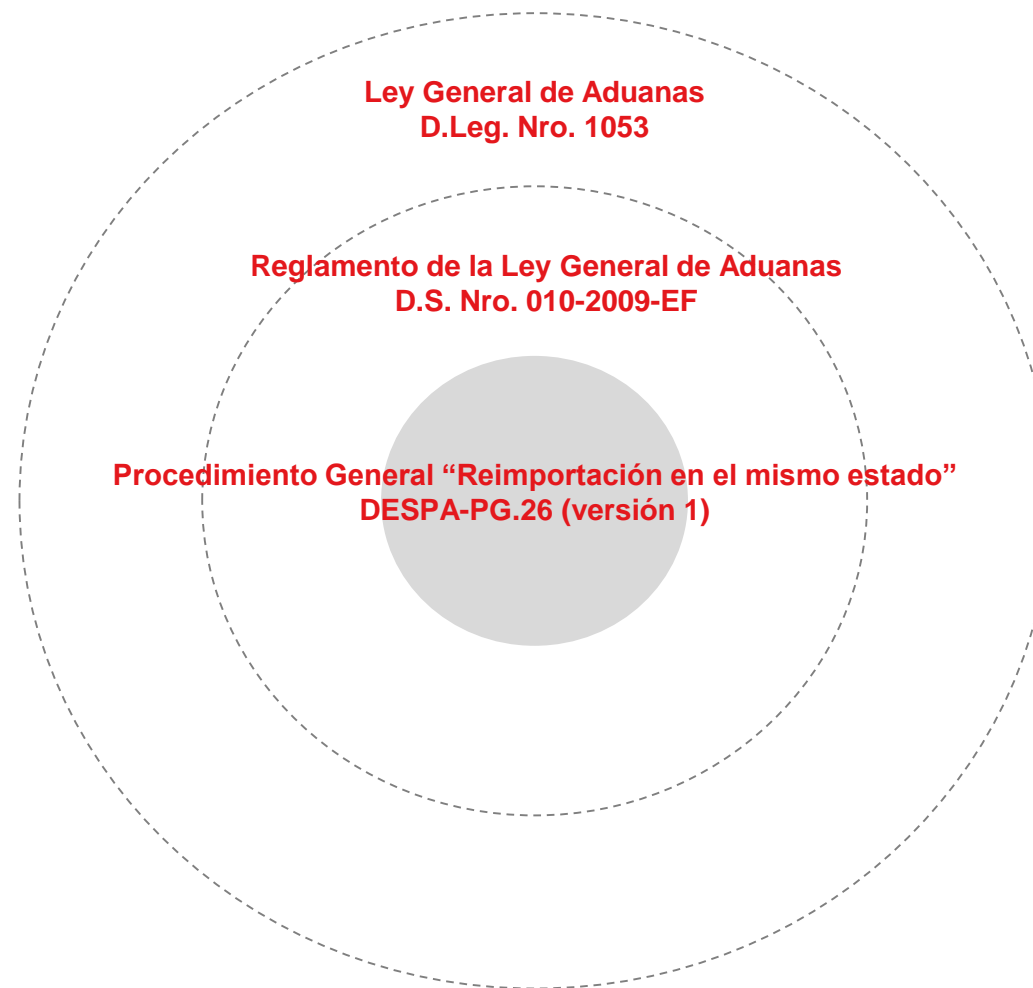 Ley General de Aduanas
D.Leg. Nro. 1053
Reglamento de la Ley General de Aduanas
D.S. Nro. 010-2009-EF
Procedimiento General “Reimportación en el mismo estado”
DESPA-PG.26 (versión 1)